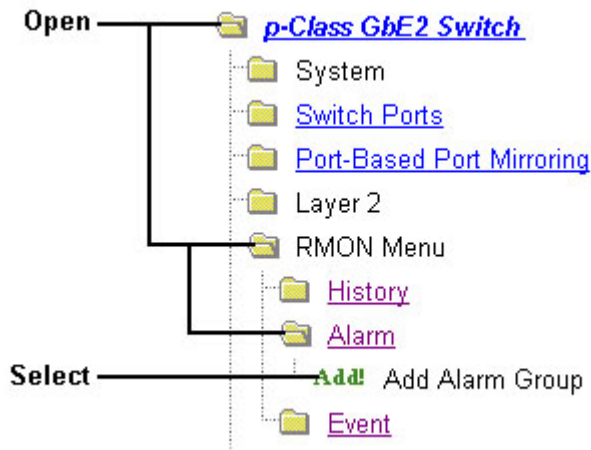 Open p-Class GbE2 Switch
System
Switch Ports
Port-Based Port Mirroring
Layer 2
RMON Menu
History
Alarm
Select Add! Add Alarm Group
Event